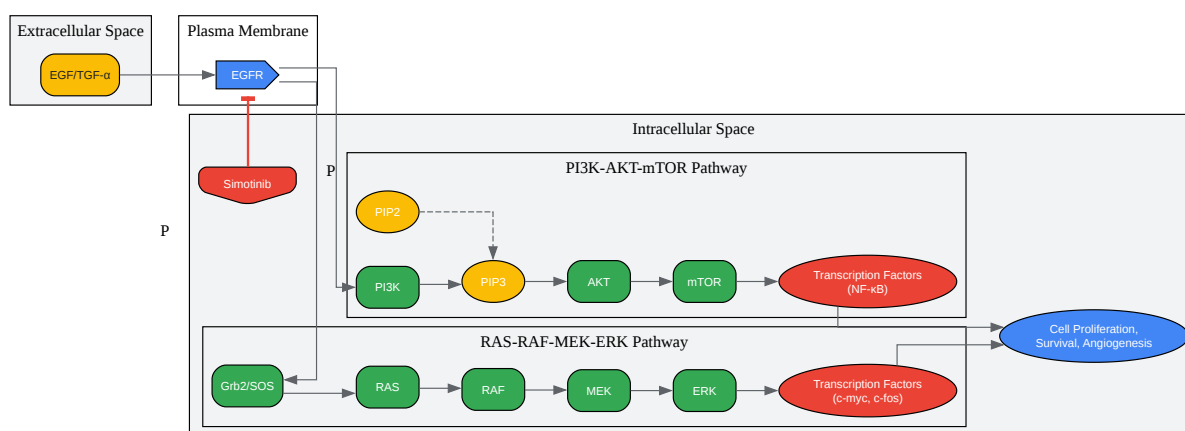 Extracellular Space
Plasma Membrane
EGF/TGF-α
EGFR
Intracellular Space
P
Simotinib
PI3K-AKT-mTOR Pathway
PIP2
P
PI3K
PIP3
AKT
mTOR
Transcription Factors
(NF-κB)
Cell Proliferation,
Survival, Angiogenesis
RAS-RAF-MEK-ERK Pathway
Grb2/SOS
RAS
RAF
MEK
ERK
Transcription Factors
(c-myc, c-fos)